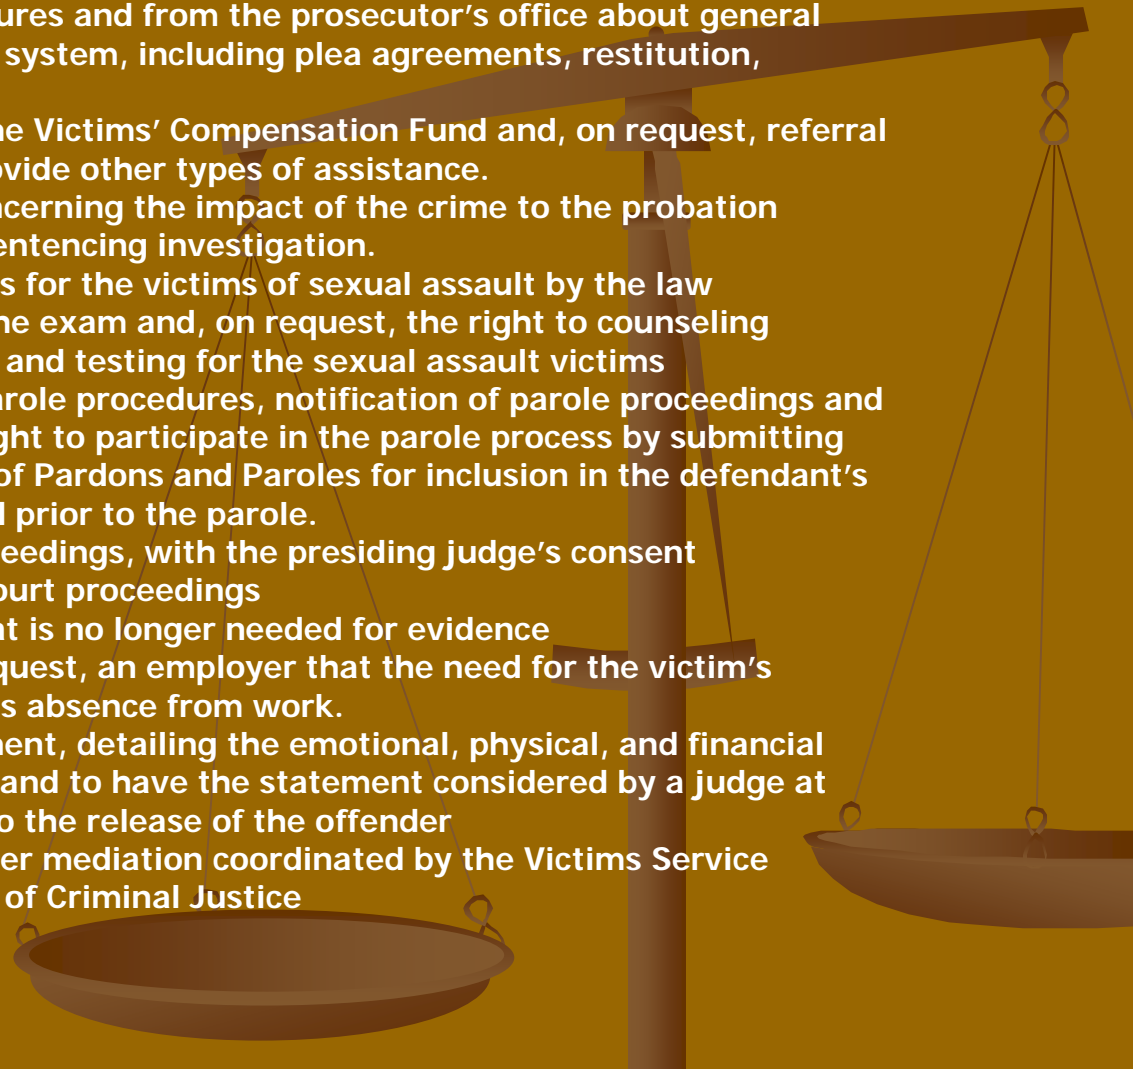 ures and from the prosecutor's office about general
system, including plea agreements, restitution,
he Victims' Compensation Fund and, on request, referral
ovide other types of assistance.
ncerning the impact of the crime to the probation
entencing investigation.
s for the victims of sexual assault by the law
he exam and, on request, the right to counseling
and testing for the sexual assault victims
arole procedures, notification of parole proceedings and
ght to participate in the parole process by submitting
of Pardons and Paroles for inclusion in the defendant's
l prior to the parole.
eedings, with the presiding judge's consent
ourt proceedings
at is no longer needed for evidence
quest, an employer that the need for the victim's
s absence from work.
ment, detailing the emotional, physical, and financial
and to have the statement considered by a judge at
o the release of the offender
er mediation coordinated by the Victims Service
of Criminal Justice